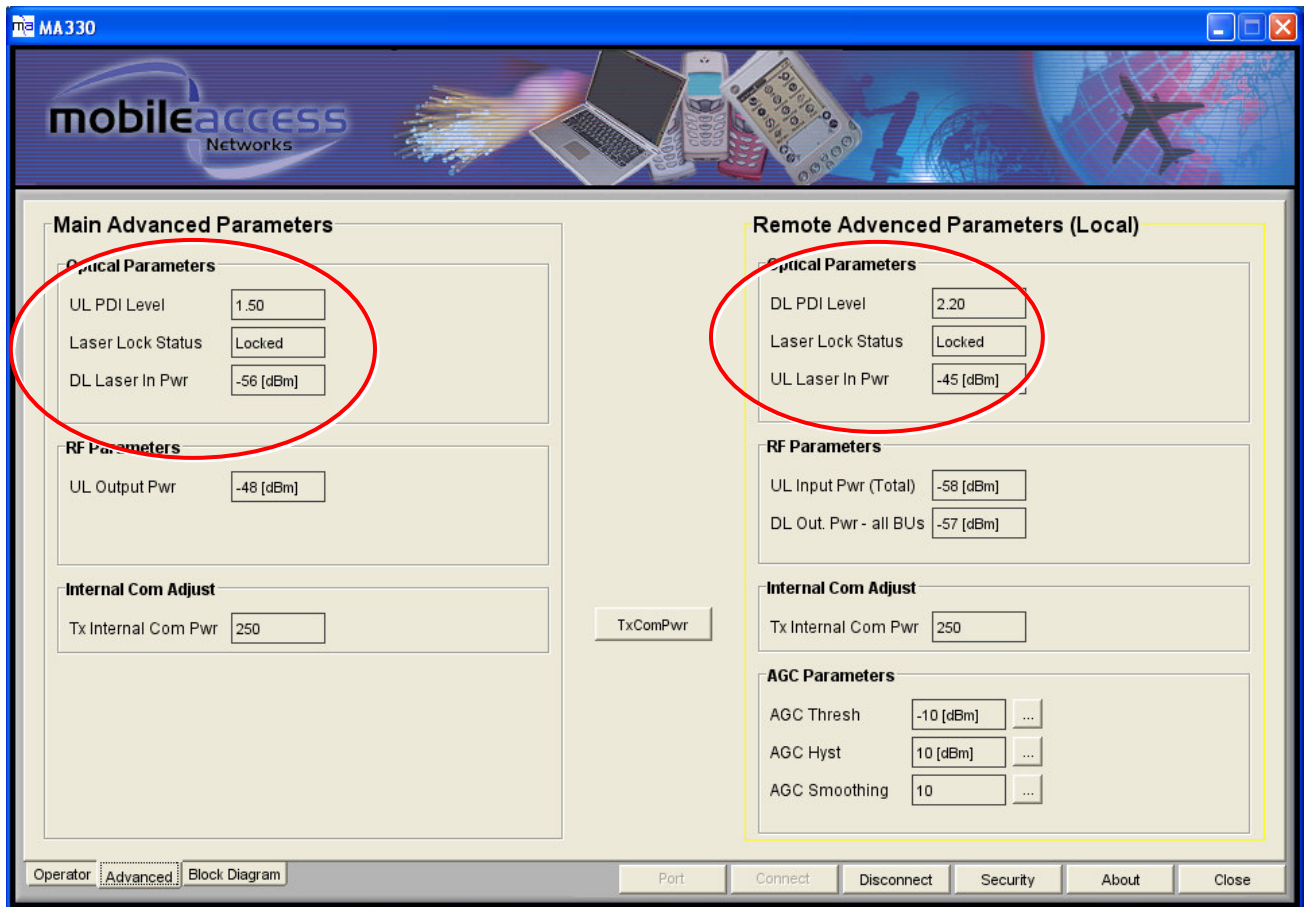 ma MA330
mobileaccess
Networks
Main Advanced Parameters
Optical Parameters
UL PDI Level 1.50
Laser Lock Status Locked
DL Laser In Pwr -56 [dBm]
RF Parameters
UL Output Pwr -48 [dBm]
Internal Com Adjust
Tx Internal Com Pwr 250
TxComPwr
Remote Advenced Parameters (Local)
Optical Parameters
DL PDI Level 2.20
Laser Lock Status Locked
UL Laser In Pwr -45 [dBm]
RF Parameters
UL Input Pwr (Total) -58 [dBm]
DL Out. Pwr - all BUs -57 [dBm]
Internal Com Adjust
Tx Internal Com Pwr 250
AGC Parameters
AGC Thresh -10 [dBm] ...
AGC Hyst 10 [dBm] ...
AGC Smoothing 10 ...
Operator Advanced Block Diagram
Port Connect Disconnect Security About Close